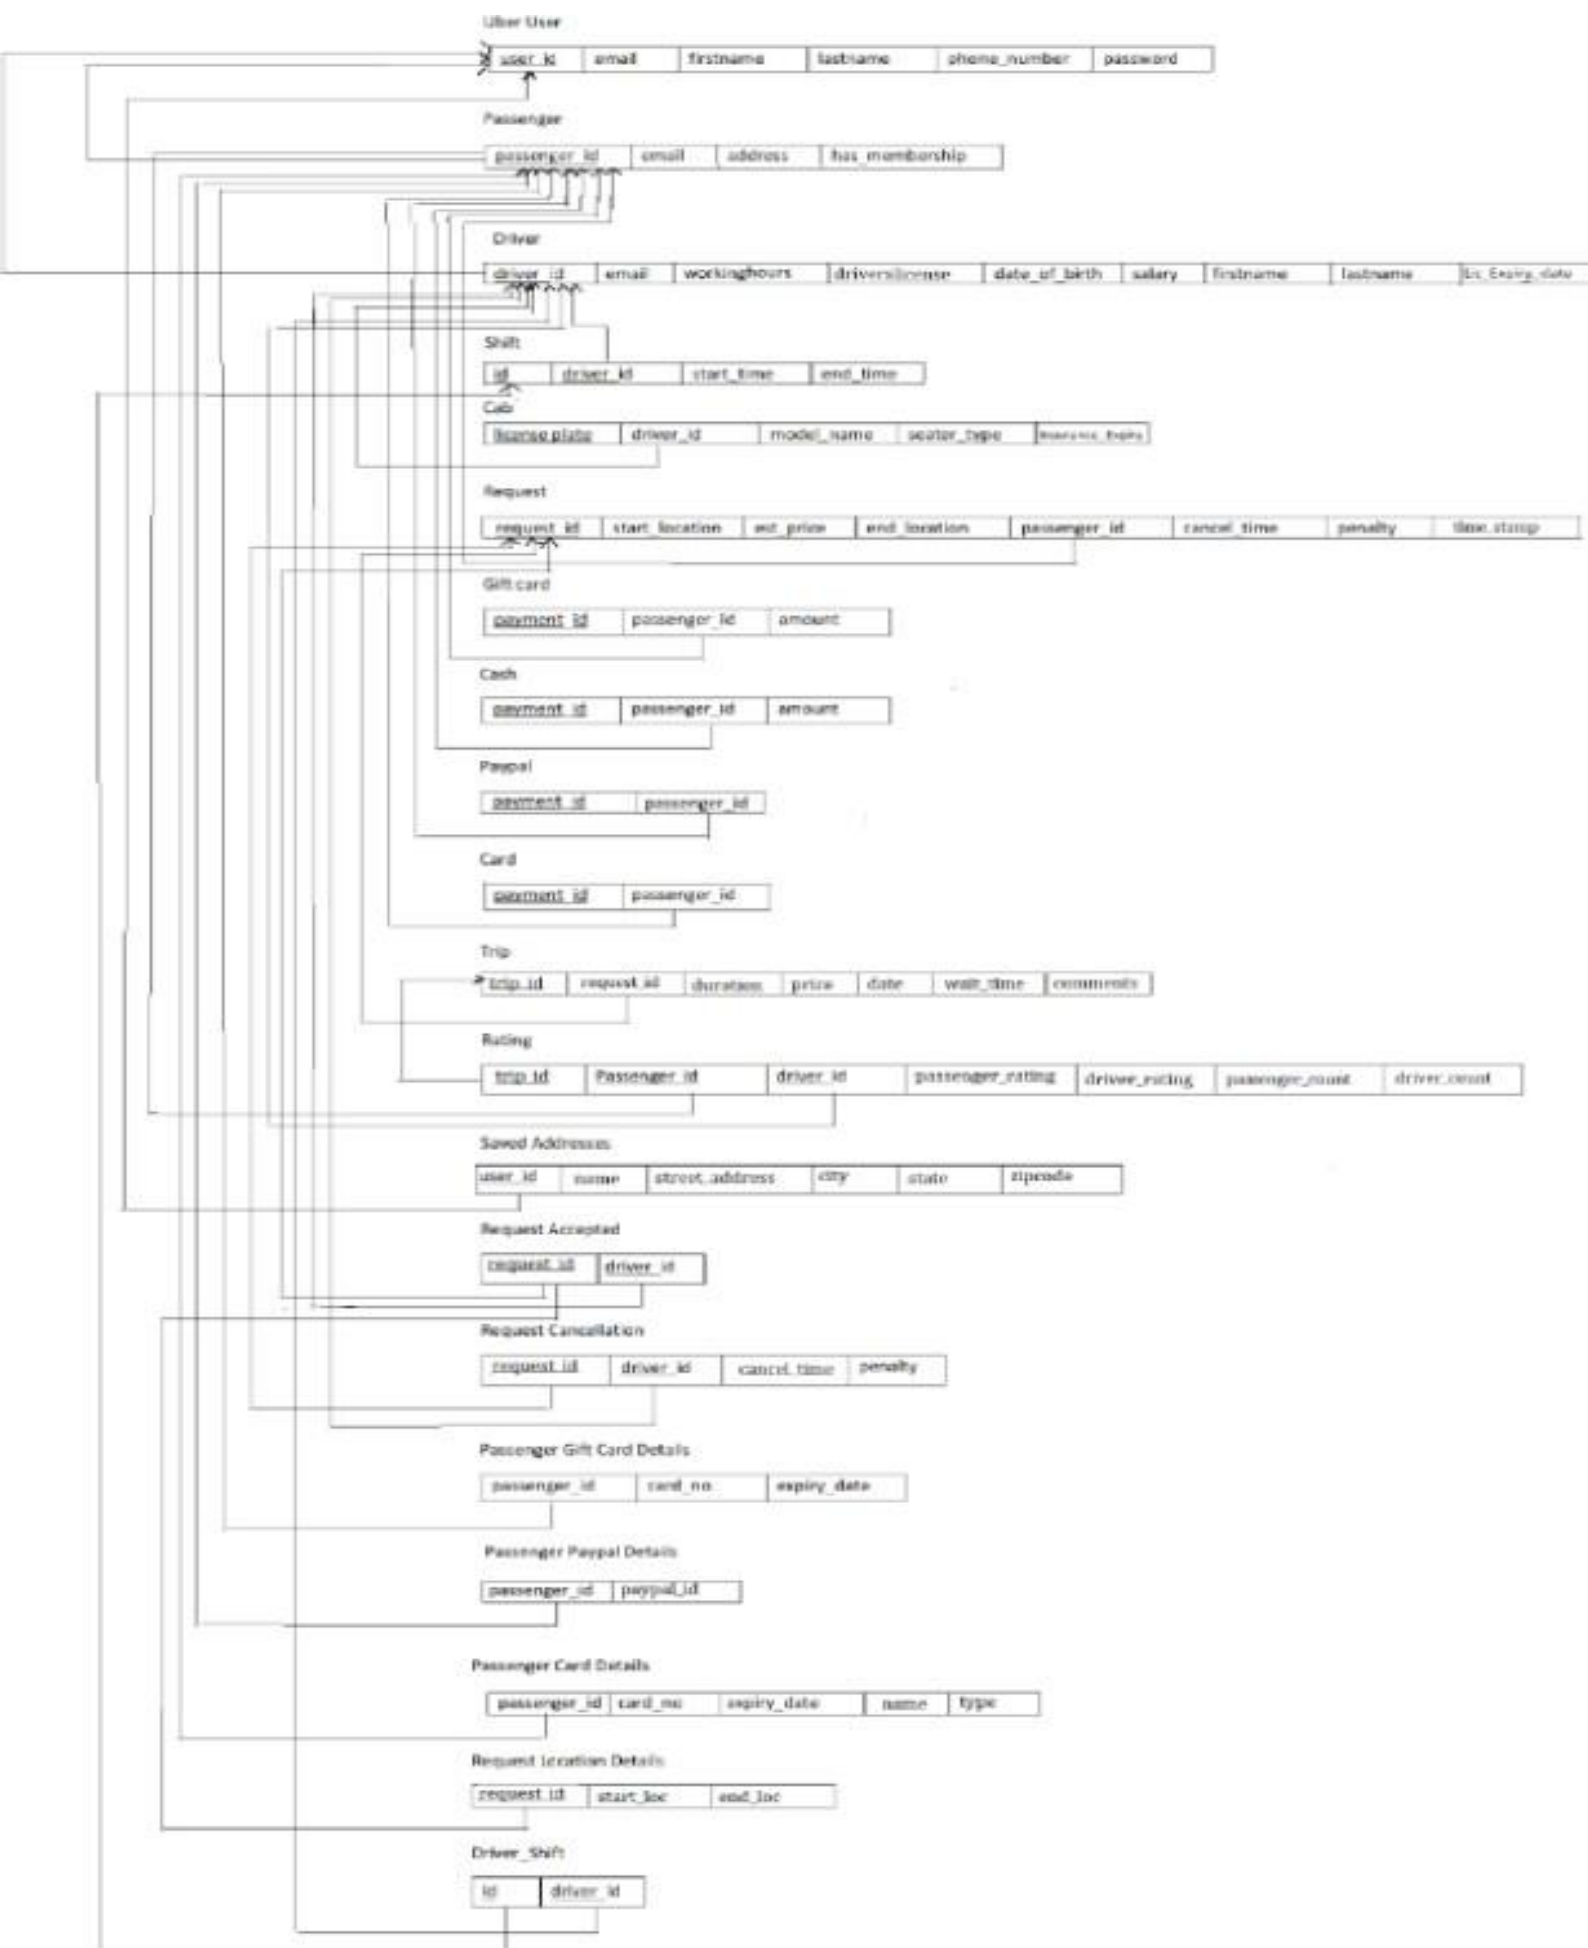 Uber User
user_id email firstname lastname phone_number password
Passenger
passenger_id email address has_membership
Driver
driver_id email workinghours driverslicense date_of_birth salary firstname lastname Lic_Expiry_date
Shift
id driver_id start_time end_time
Cab
license plate driver_id model_name seater_type Insurance_Expiry
Request
request_id start_location est_price end_location passenger_id cancel_time penalty time_stamp
Gift card
payment_id passenger_id amount
Cash
payment_id passenger_id amount
Paypal
payment_id passenger_id
Card
payment_id passenger_id
Trip
trip_id request_id duration price date wait_time comments
Rating
trip_id Passenger_id driver_id passenger_rating driver_rating passenger_count driver_count
Saved Addresses
user_id name street_address city state zipcode
Request Accepted
request_id driver_id
Request Cancellation
request_id driver_id cancel_time penalty
Passenger Gift Card Details
passenger_id card_no expiry_date
Passenger Paypal Details
passenger_id paypal_id
Passenger Card Details
passenger_id card_no expiry_date name type
Request Location Details
request_id start_loc end_loc
Driver_Shift
id driver_id